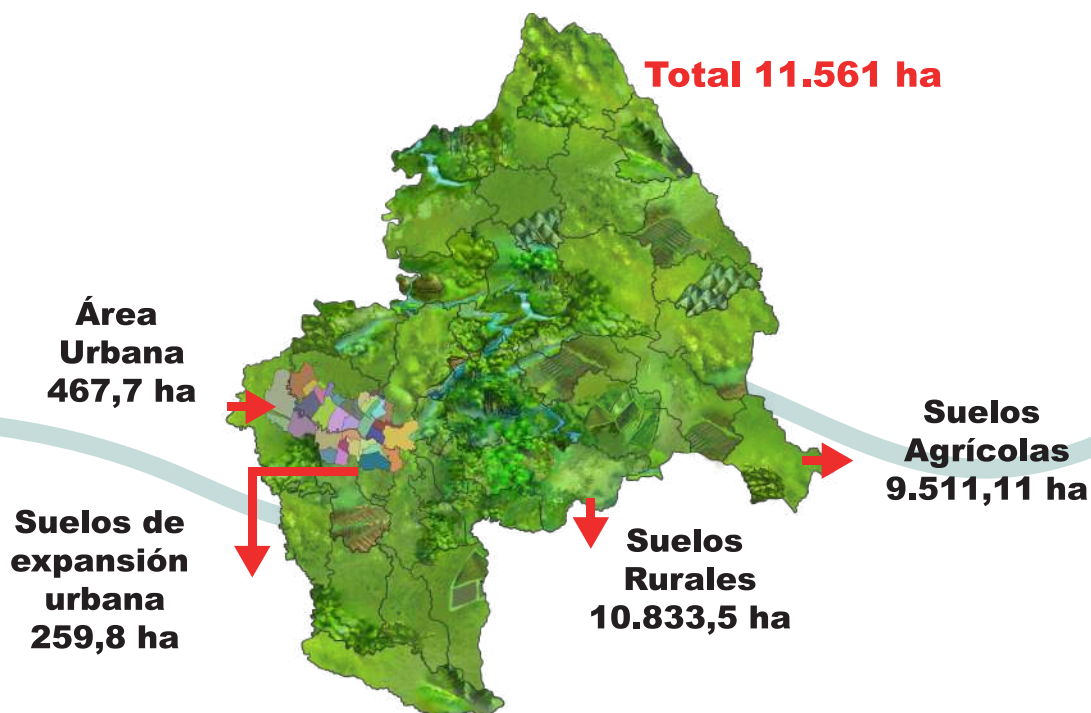 Total 11.561 ha
Área
Urbana
467,7 ha
Suelos
Agrícolas
9.511,11 ha
Suelos de
expansión
urbana
259,8 ha
Suelos
Rurales
10.833,5 ha